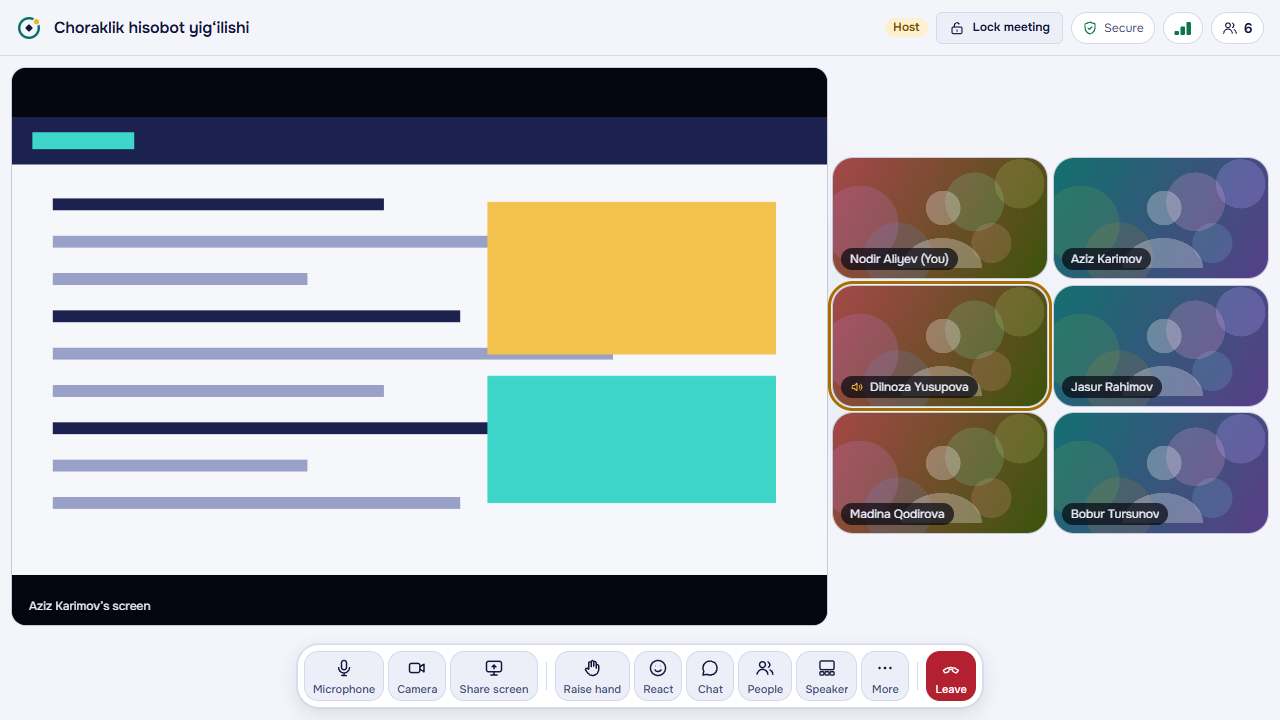 Choraklik hisobot yig‘ilishi
Host
Lock meeting
Secure
6
Nodir Aliyev (You)
Aziz Karimov
Dilnoza Yusupova
Jasur Rahimov
Madina Qodirova
Bobur Tursunov
Aziz Karimov’s screen
Microphone
Camera
Share screen
Raise hand
React
Chat
People
Speaker
More
Leave